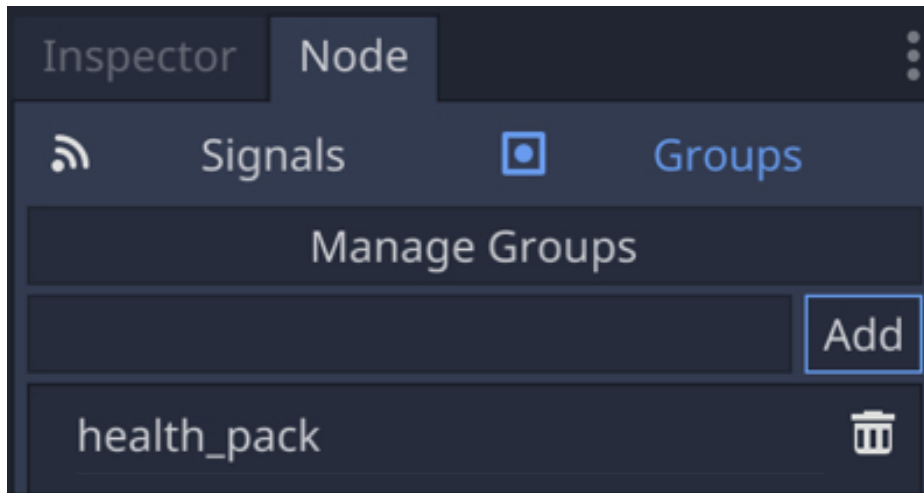 Inspector Node
Signals Groups
Manage Groups
Add
health_pack